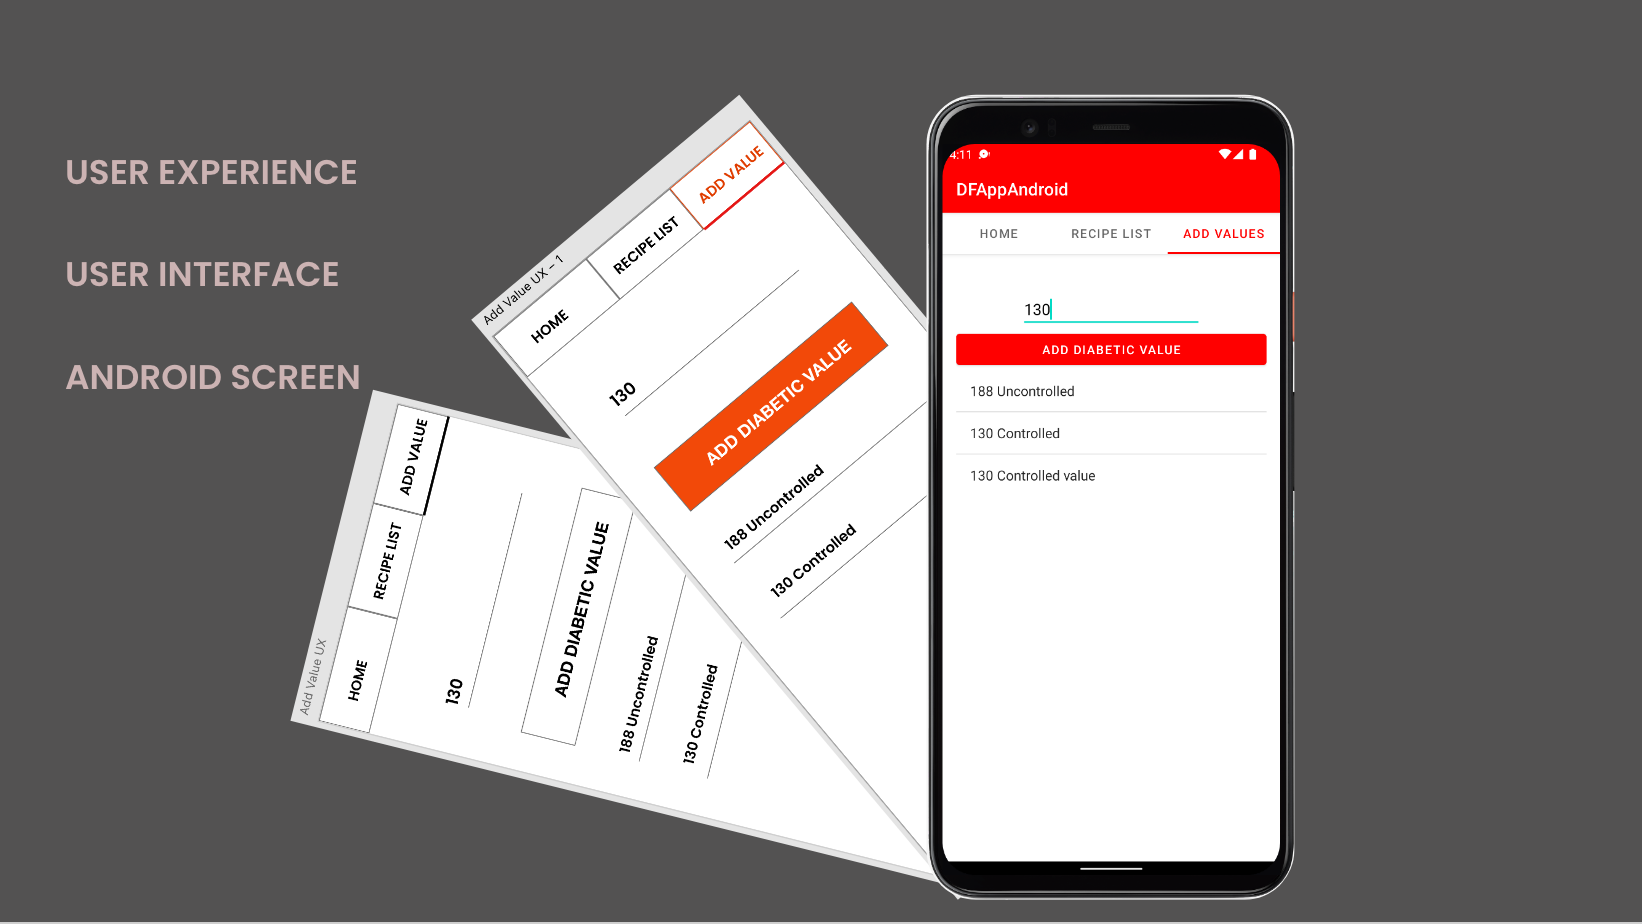 USER EXPERIENCE
USER INTERFACE
ANDROID SCREEN
Add Value UX
HOME
RECIPE LIST
ADD VALUE
130
ADD DIABETIC VALUE
188 Uncontrolled
130 Controlled
Add Value UX – 1
HOME
RECIPE LIST
ADD VALUE
130
ADD DIABETIC VALUE
188 Uncontrolled
130 Controlled
4:11
DFAppAndroid
HOME RECIPE LIST ADD VALUES
130
ADD DIABETIC VALUE
188 Uncontrolled
130 Controlled
130 Controlled value